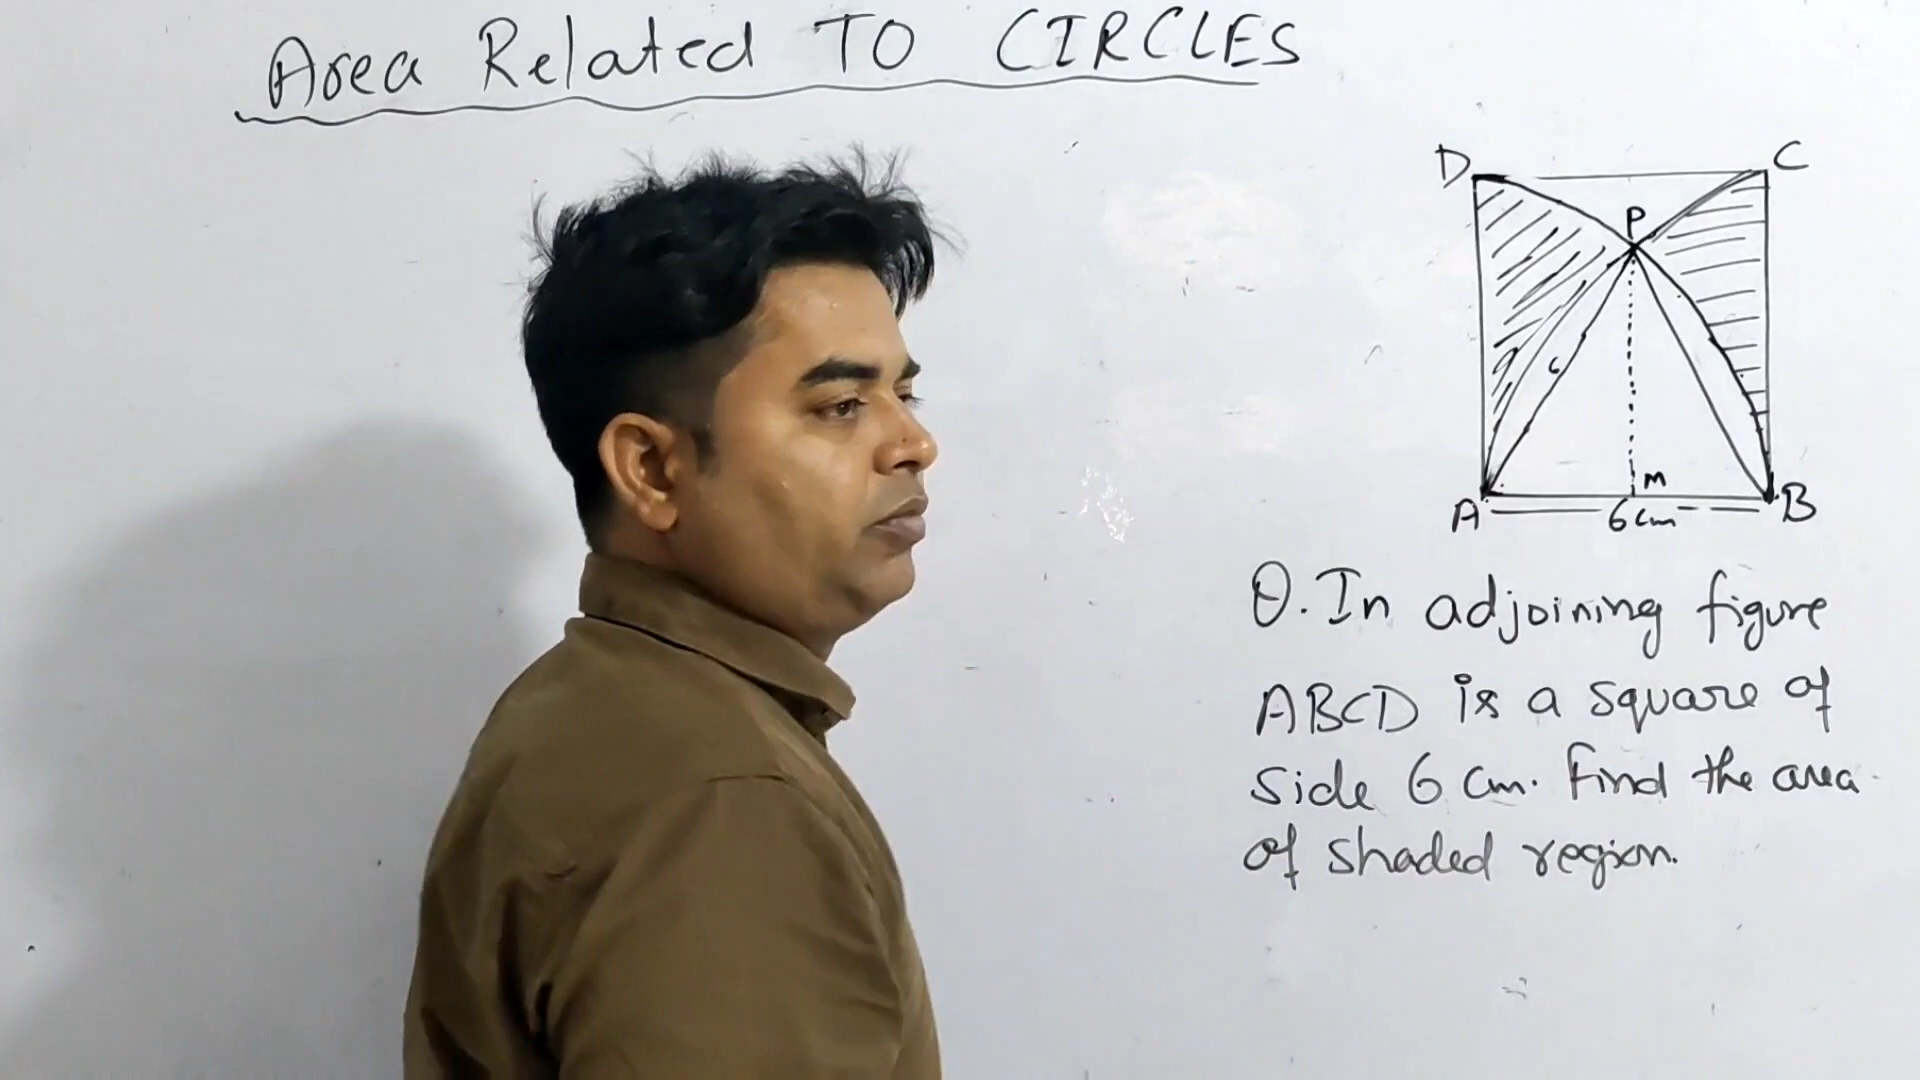 Area Related TO CIRCLES
D C
P
M
A 6cm B
Q. In adjoining figure
ABCD is a square of
side 6 cm. Find the area
of shaded region.